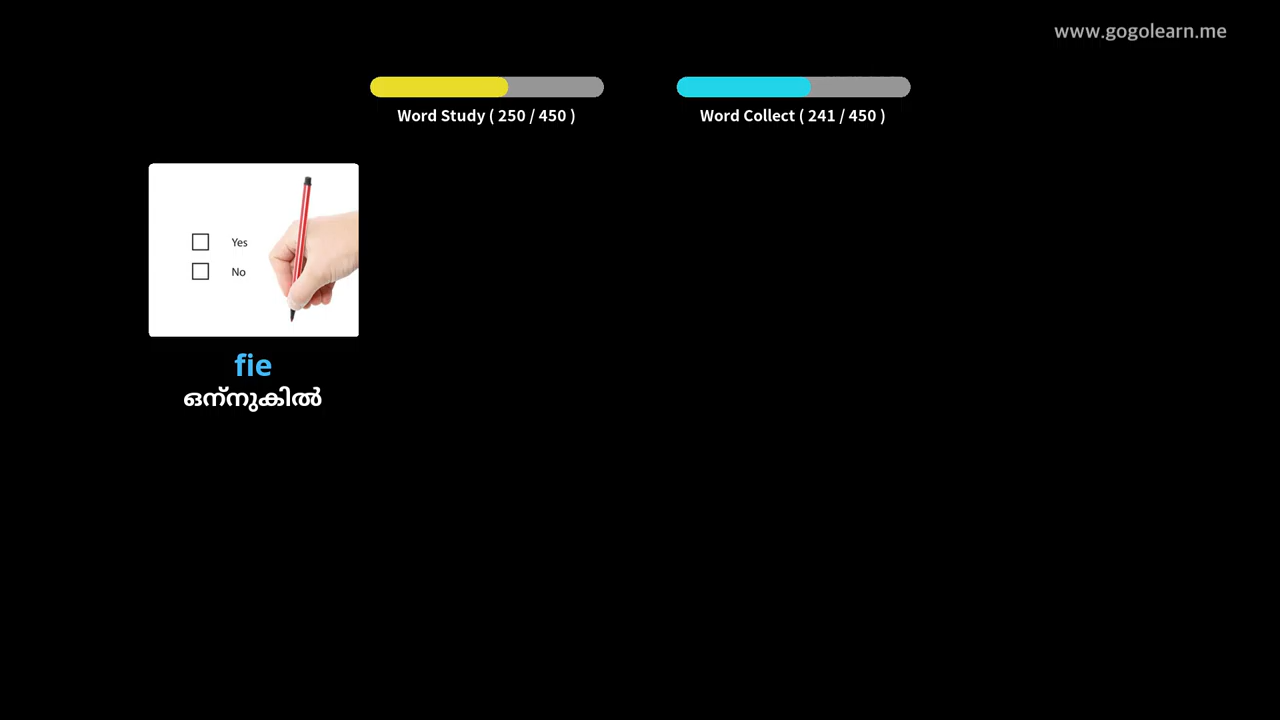 www.gogolearn.me
Word Study ( 250 / 450 )
Word Collect ( 241 / 450 )
Yes
No
fie
ഒന്നുകിൽ